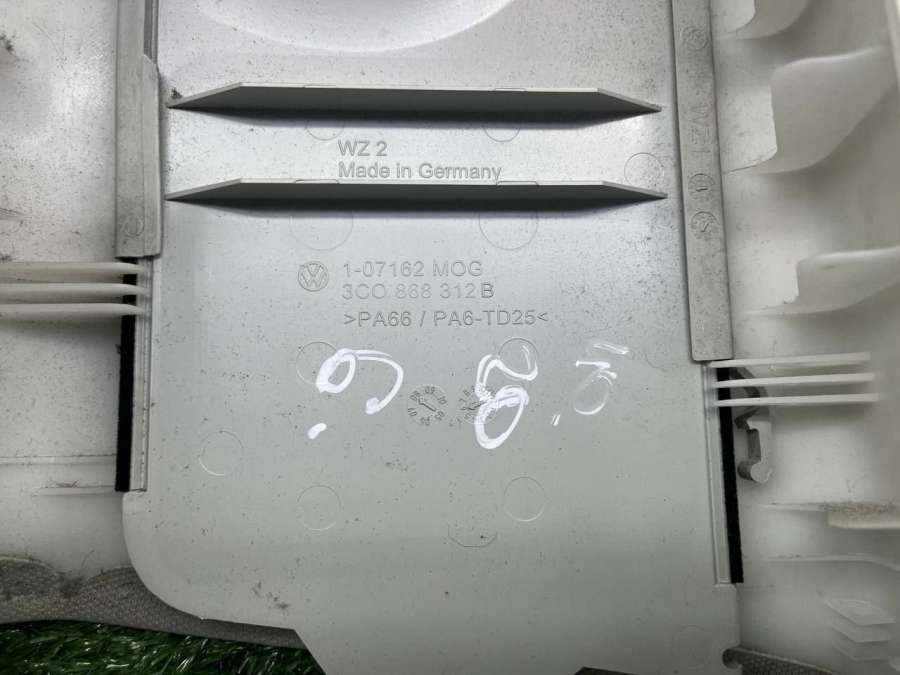 WZ 2
Made in Germany
1-07162 MOG
3C0 868 312 B
>PA66 / PA6-TD25<